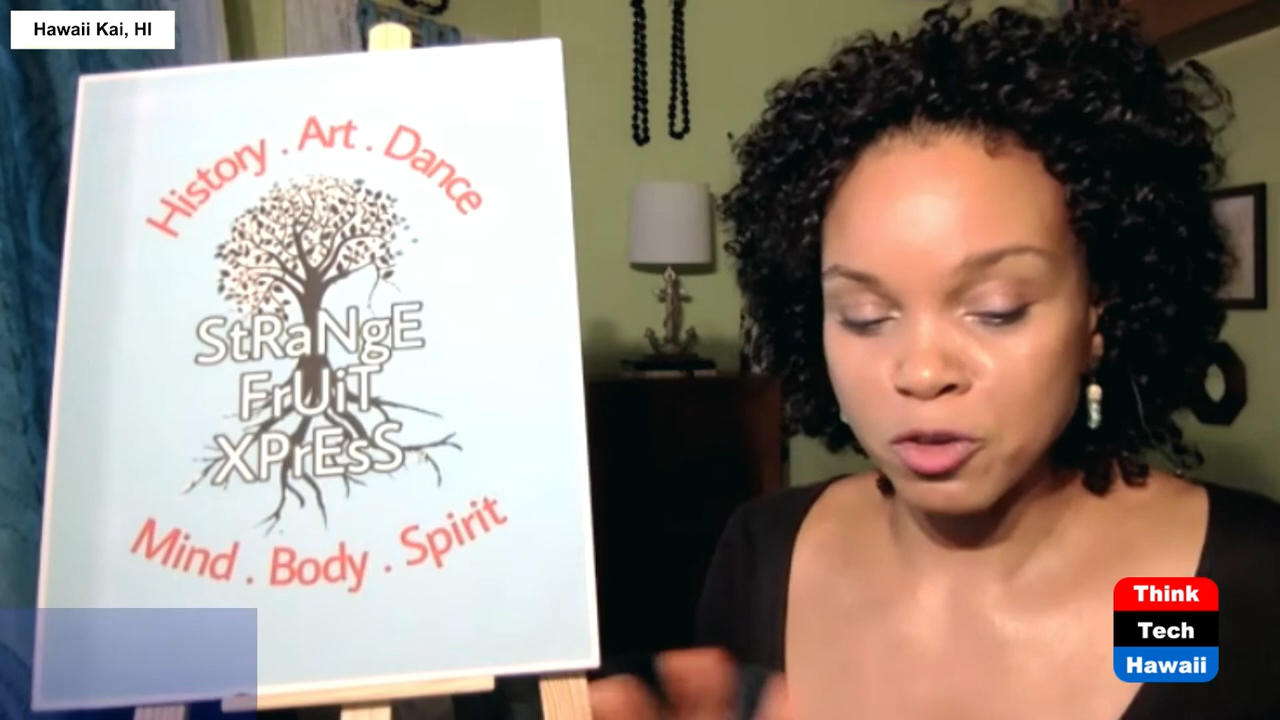 Hawaii Kai, HI
History . Art . Dance
StRaNgE
FrUiT
XPrEsS
Mind . Body . Spirit
Think
Tech
Hawaii